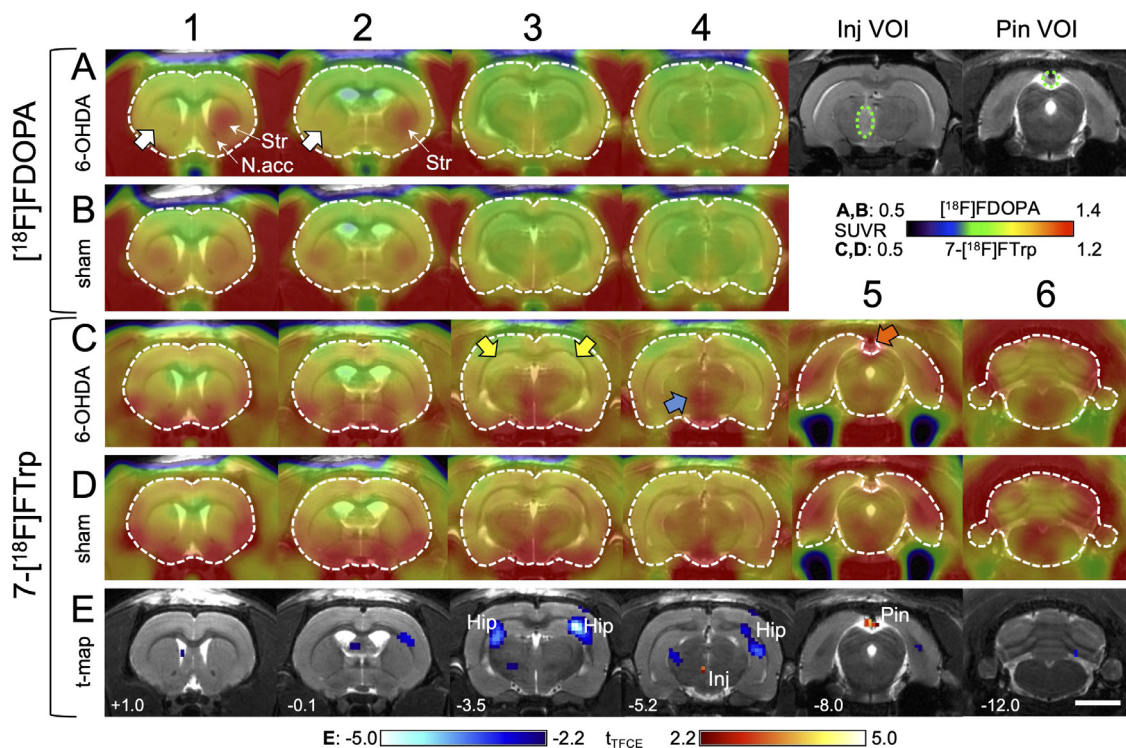 1 2 3 4 Inj VOI Pin VOI
[¹⁸F]FDOPA
A
6-OHDA
Str
N.acc
Str
B
sham
A,B: 0.5 [¹⁸F]FDOPA 1.4
SUVR
C,D: 0.5 7-[¹⁸F]FTrp 1.2
5 6
7-[¹⁸F]FTrp
C
6-OHDA
D
sham
E
t-map
Hip Hip Hip Pin
Inj
+1.0 -0.1 -3.5 -5.2 -8.0 -12.0
E: -5.0 -2.2 tTFCE 2.2 5.0